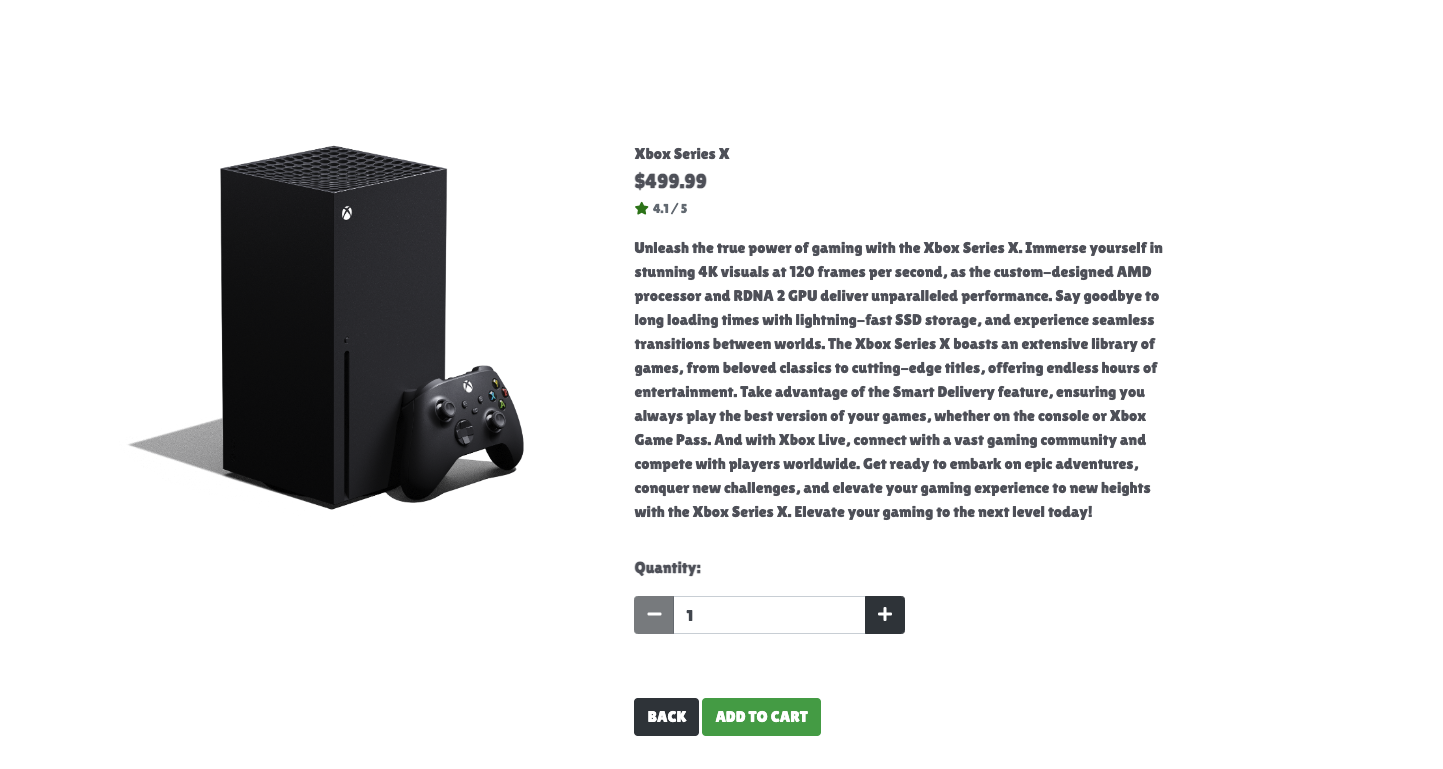 Xbox Series X
$499.99
4.1 / 5
Unleash the true power of gaming with the Xbox Series X. Immerse yourself in
stunning 4K visuals at 120 frames per second, as the custom-designed AMD
processor and RDNA 2 GPU deliver unparalleled performance. Say goodbye to
long loading times with lightning-fast SSD storage, and experience seamless
transitions between worlds. The Xbox Series X boasts an extensive library of
games, from beloved classics to cutting-edge titles, offering endless hours of
entertainment. Take advantage of the Smart Delivery feature, ensuring you
always play the best version of your games, whether on the console or Xbox
Game Pass. And with Xbox Live, connect with a vast gaming community and
compete with players worldwide. Get ready to embark on epic adventures,
conquer new challenges, and elevate your gaming experience to new heights
with the Xbox Series X. Elevate your gaming to the next level today!
Quantity:
1
BACK ADD TO CART